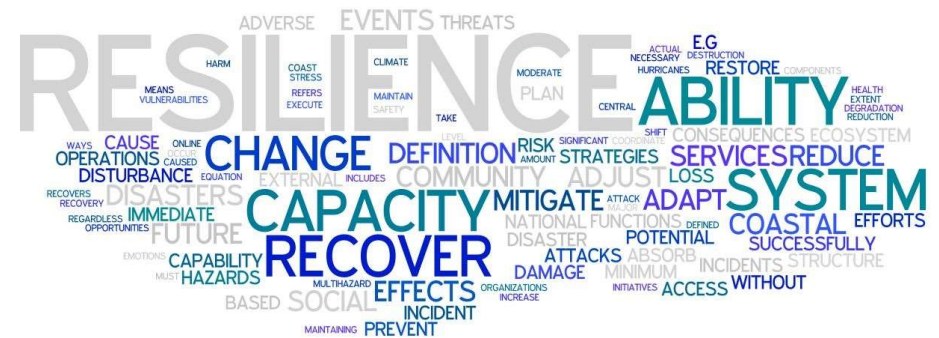 ADVERSE EVENTS THREATS
RESILIENCE
HARM
COAST
STRESS
CLIMATE
MODERATE
ACTUAL
NECESSARY
E.G
DESTRUCTION
HURRICANES
RESTORE
COMPONENTS
MEANS
VULNERABILITIES
REFERS
EXECUTE
MAINTAIN
SAFETY
PLAN
TAKE
CENTRAL
ABILITY
HEALTH
EXTENT
DEGRADATION
REDUCTION
LEVEL
SHIFT
CONSEQUENCES ECOSYSTEM
WAYS
CAUSE
ONLINE
OCCUR
CHANGE
DEFINITION
RISK
SIGNIFICANT
COORDINATE
AMOUNT
STRATEGIES
SERVICES
REDUCE
OPERATIONS
CAUSED
DISTURBANCE
EQUATION
EXTERNAL
INCLUDES
COMMUNITY
ADJUST
LOSS
SYSTEM
RECOVERS
RECOVERY
DISASTERS
CAPACITY
MITIGATE
ATTACK
MAJOR
ADAPT
REGARDLESS
OPPORTUNITIES
IMMEDIATE
FUTURE
NATIONAL FUNCTIONS
DEFINED
COASTAL
EFFORTS
DISASTER
POTENTIAL
SUCCESSFULLY
EMOTIONS
CAPABILITY
RECOVER
ATTACKS
ABSORB
INCIDENTS
STRUCTURE
MUST
HAZARDS
MULTIHAZARD
DAMAGE
MINIMUM
BASED
SOCIAL
EFFECTS
ORGANIZATIONS
INCREASE
INITIATIVES
ACCESS
WITHOUT
INCIDENT
MAINTAINING
PREVENT